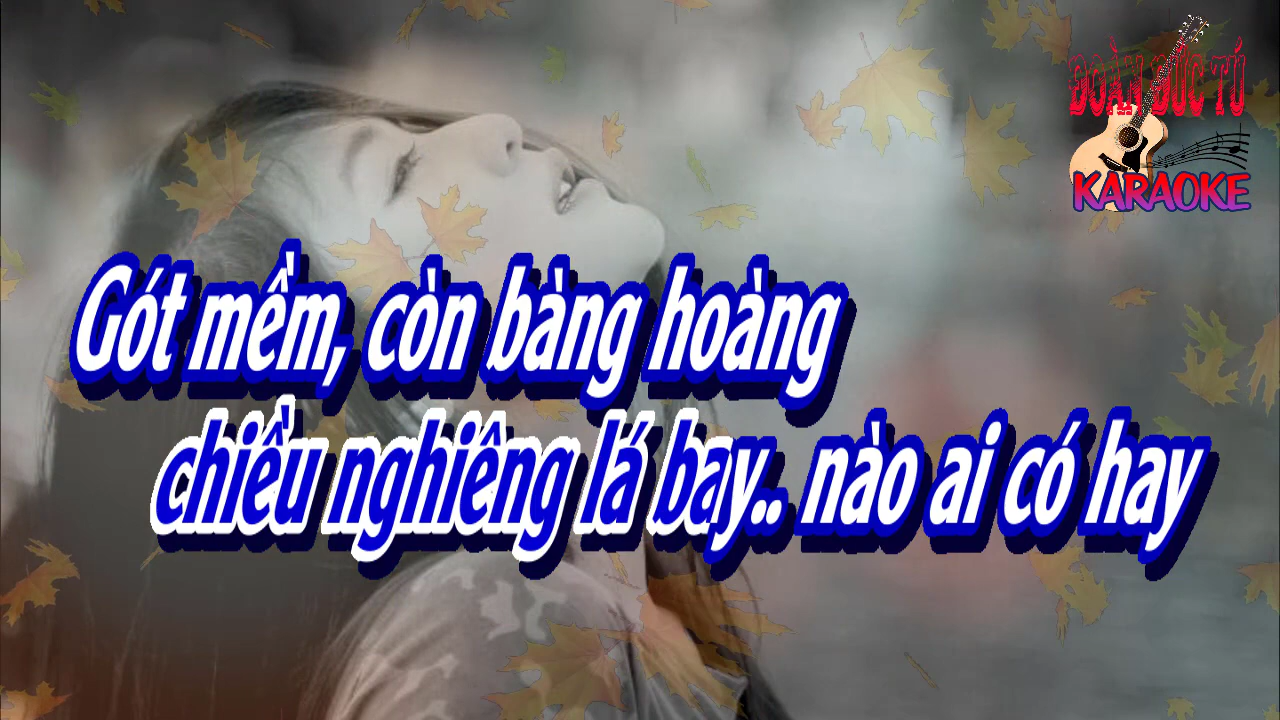 ĐOÀN ĐỨC TÚ
KARAOKE
Gót mềm, còn bàng hoàng
chiều nghiêng lá bay.. nào ai có hay